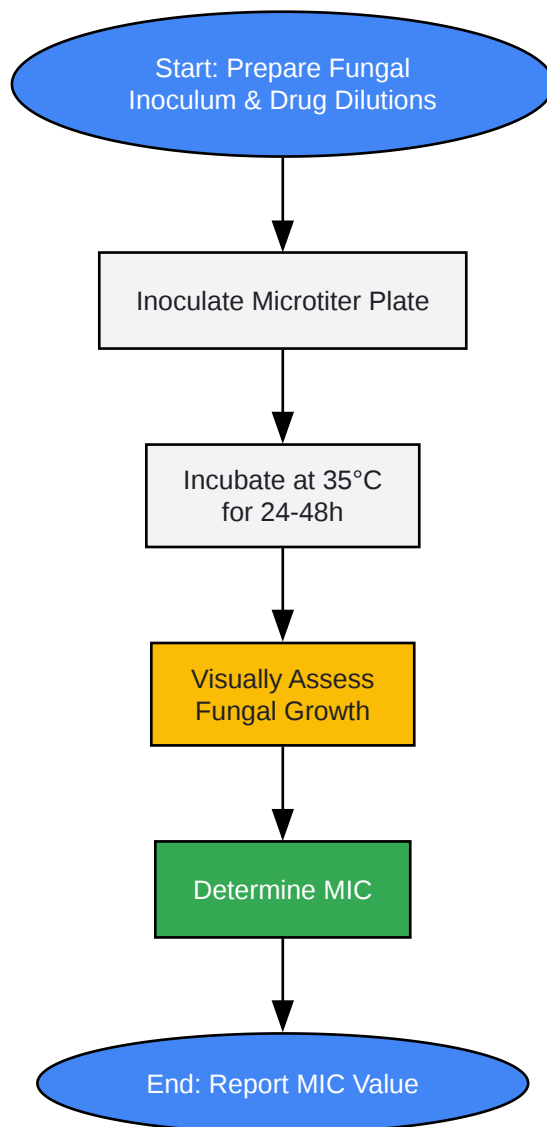 Start: Prepare Fungal
Inoculum & Drug Dilutions
Inoculate Microtiter Plate
Incubate at 35°C
for 24-48h
Visually Assess
Fungal Growth
Determine MIC
End: Report MIC Value